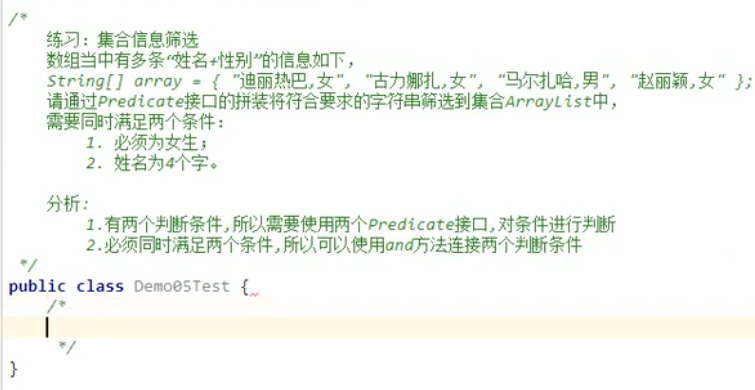 /*
练习：集合信息筛选
数组当中有多条“姓名+性别”的信息如下，
String[] array = { "迪丽热巴,女", "古力娜扎,女", "马尔扎哈,男", "赵丽颖,女" };
请通过Predicate接口的拼装将符合要求的字符串筛选到集合ArrayList中，
需要同时满足两个条件：
1. 必须为女生；
2. 姓名为4个字。
分析:
1.有两个判断条件,所以需要使用两个Predicate接口,对条件进行判断
2.必须同时满足两个条件,所以可以使用and方法连接两个判断条件
*/
public class Demo05Test {
/*
*/
}